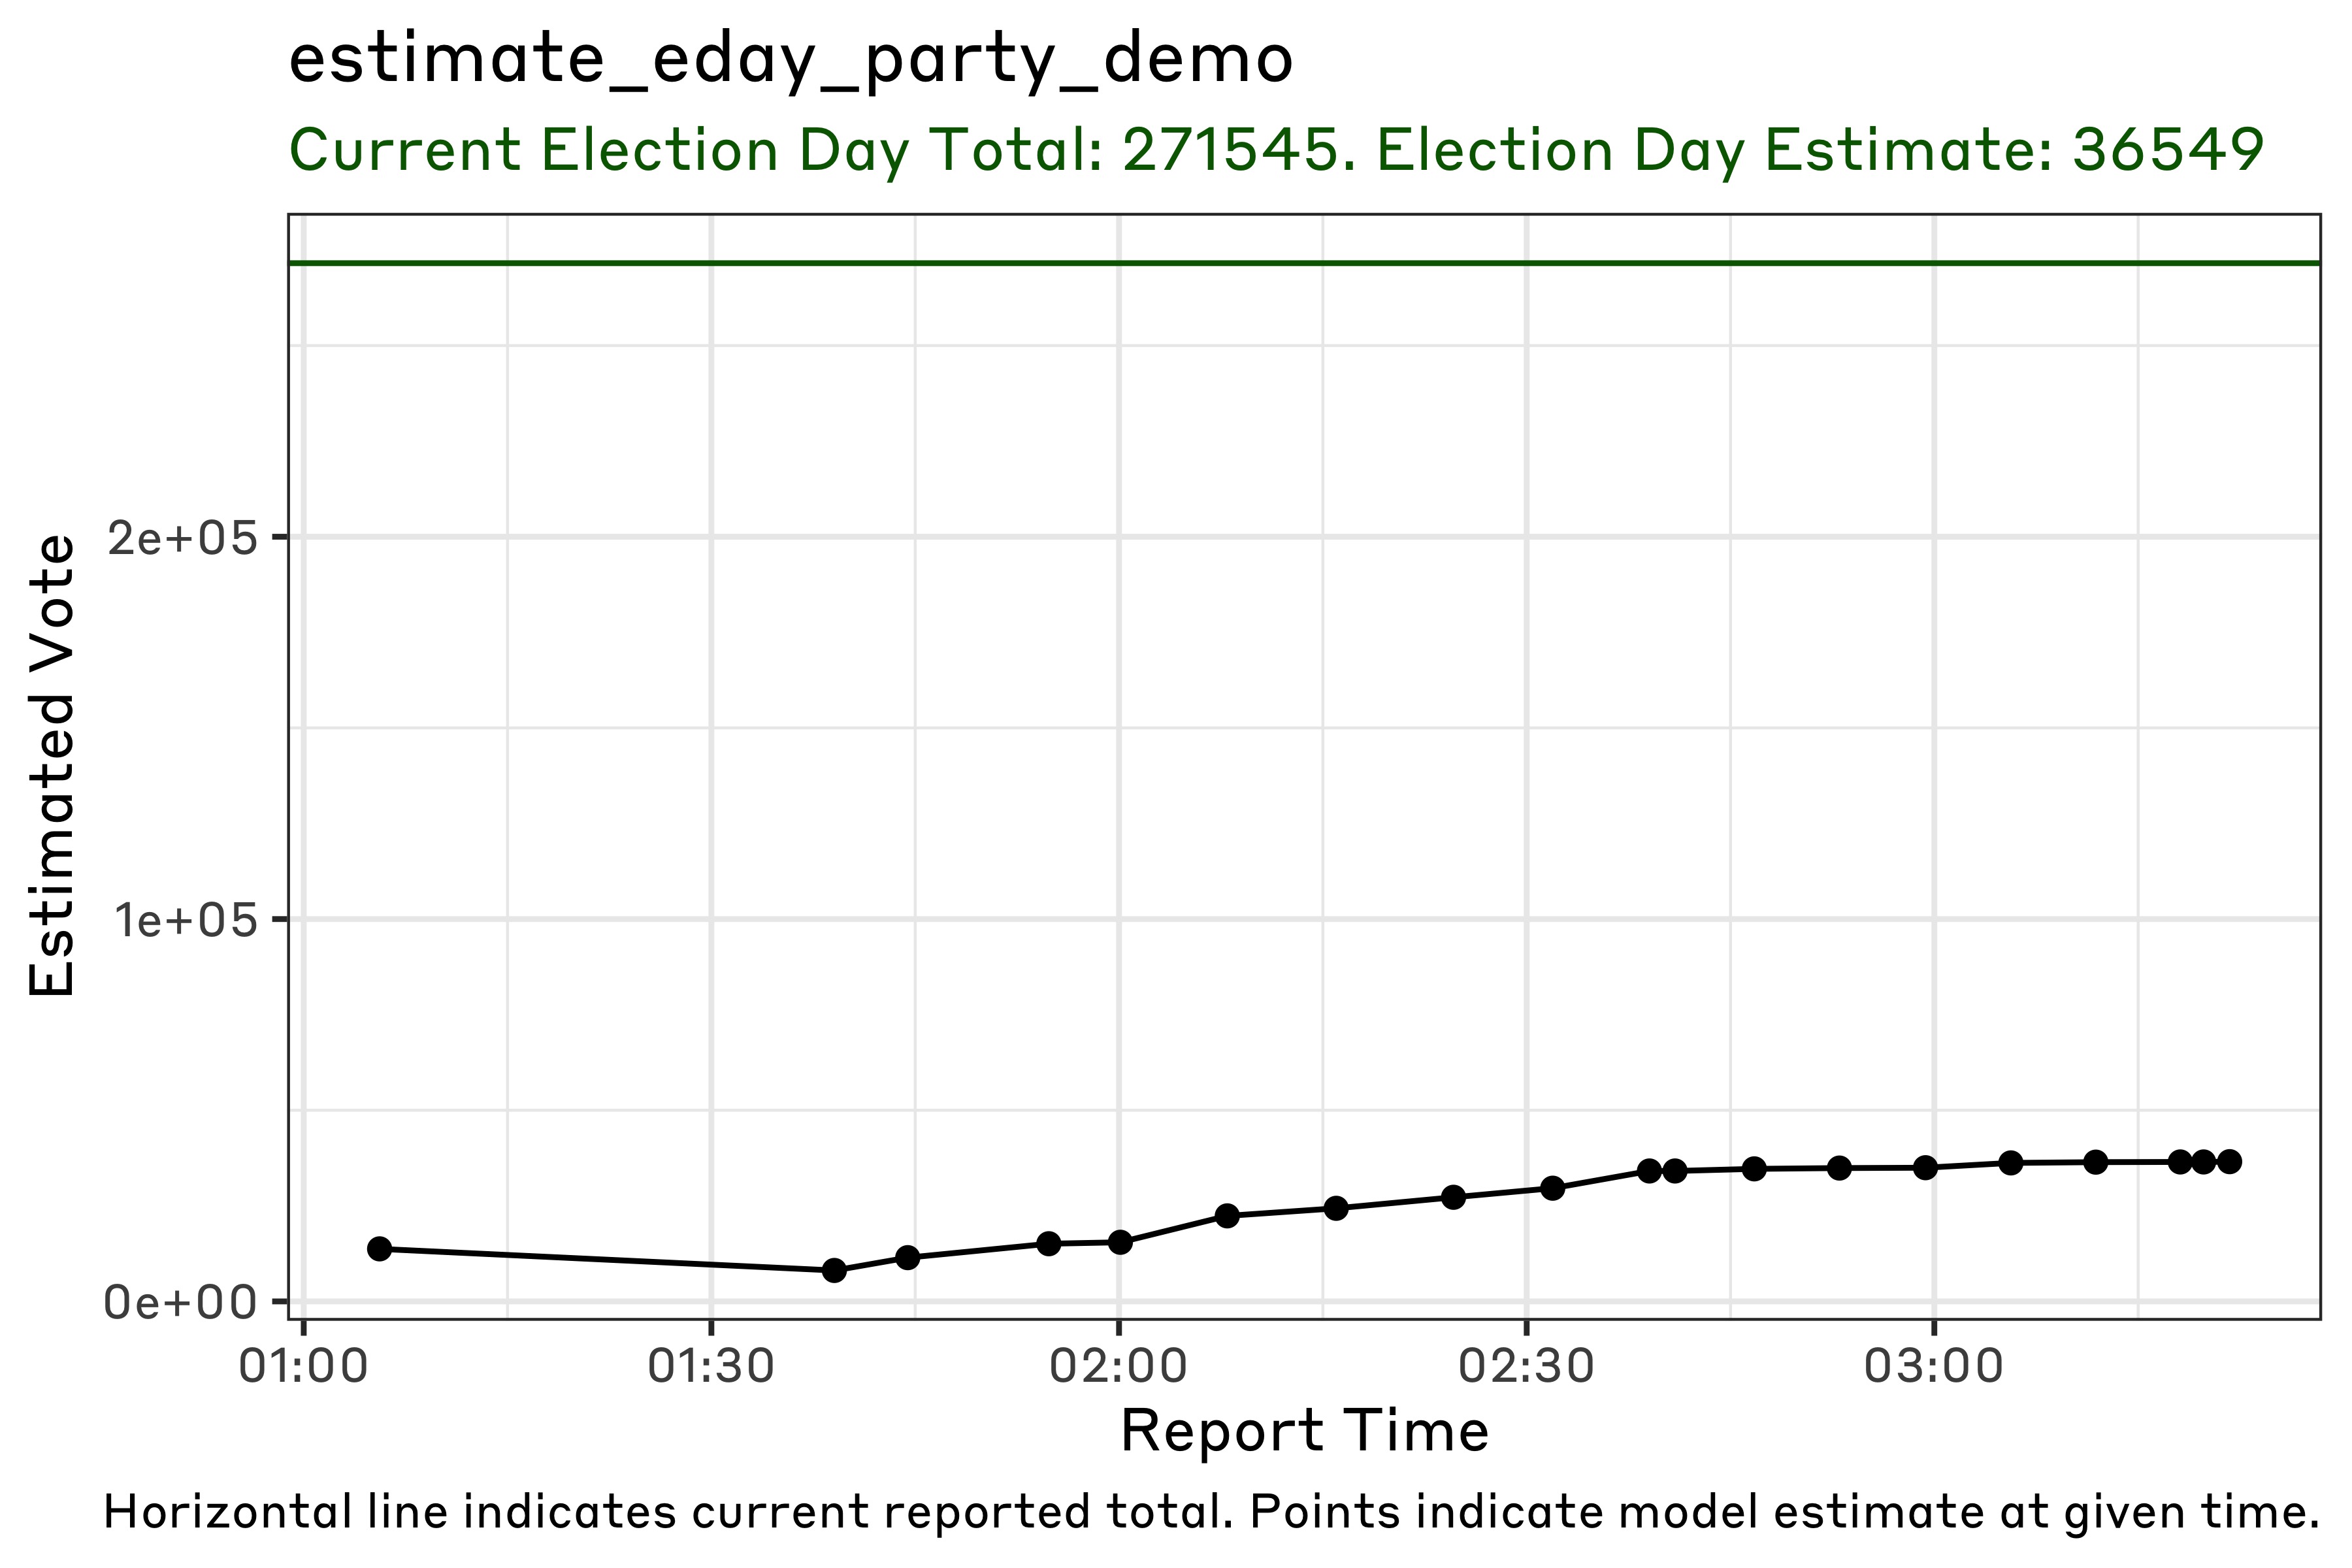 estimate_eday_party_demo
Current Election Day Total: 271545. Election Day Estimate: 36549
Estimated Vote
2e+05
1e+05
0e+00
01:00 01:30 02:00 02:30 03:00
Report Time
Horizontal line indicates current reported total. Points indicate model estimate at given time.